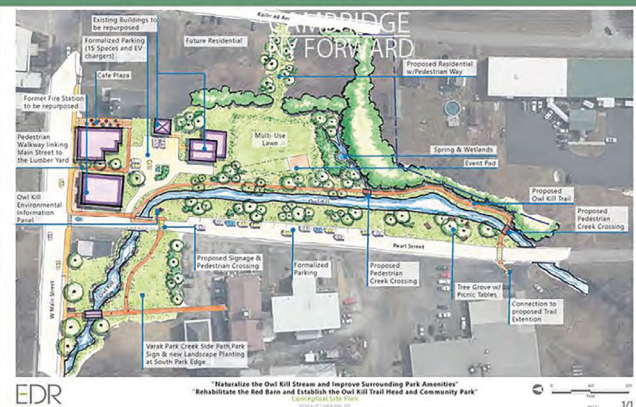 CAMBRIDGE
NY FORWARD
Existing Buildings to
be repurposed
Formalized Parking
(15 Spaces and EV
chargers)
Cafe Plaza
Future Residential
Proposed Residential
w/Pedestrian Way
Former Fire Station
to be repurposed
Pedestrian
Walkway linking
Main Street to
the Lumber Yard
Multi-Use
Lawn
Spring & Wetlands
Event Pad
Owl Kill
Environmental
Information
Panel
Proposed
Owl Kill Trail
Proposed
Pedestrian
Creek Crossing
Pearl Street
W Main Street
Proposed Signage &
Pedestrian Crossing
Formalized
Parking
Proposed
Pedestrian
Creek Crossing
Tree Grove w/
Picnic Tables
Connection to
proposed Trail
Extention
Varak Park Creek Side Path,Park
Sign & new Landscape Planting
at South Park Edge
EDR
"Naturalize the Owl Kill Stream and Improve Surrounding Park Amenities"
"Rehabilitate the Red Barn and Establish the Owl Kill Trail Head and Community Park"
Conceptual Site Plan
1/1